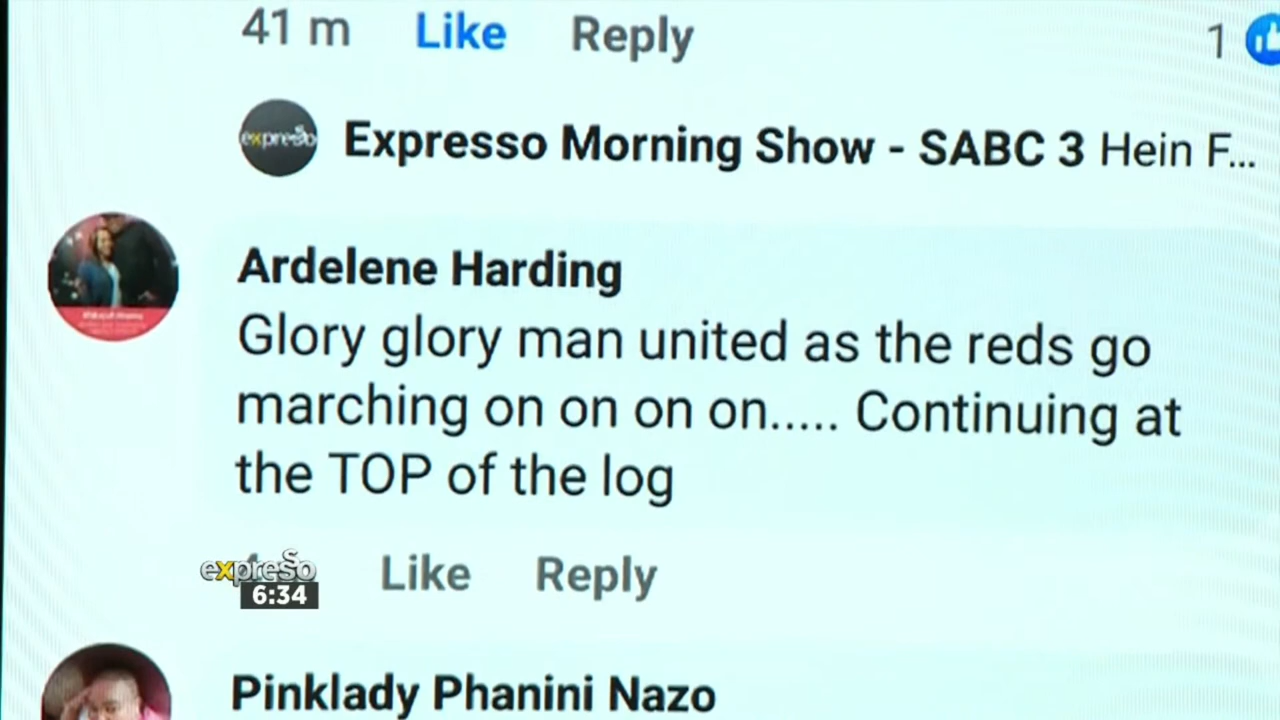 41 m Like Reply 1
expresso
Expresso Morning Show - SABC 3 Hein F...
Ardelene Harding
Glory glory man united as the reds go
marching on on on on..... Continuing at
the TOP of the log
Like Reply
expresso
6:34
Pinklady Phanini Nazo